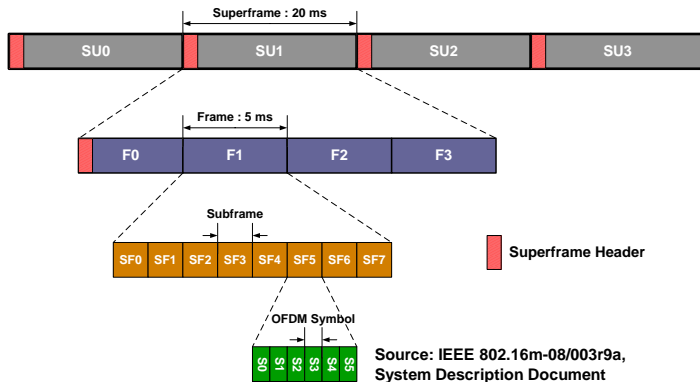 Superframe : 20 ms
SU0 SU1 SU2 SU3
Frame : 5 ms
F0 F1 F2 F3
Subframe
SF0 SF1 SF2 SF3 SF4 SF5 SF6 SF7
Superframe Header
OFDM Symbol
S0 S1 S2 S3 S4 S5
Source: IEEE 802.16m-08/003r9a,
System Description Document